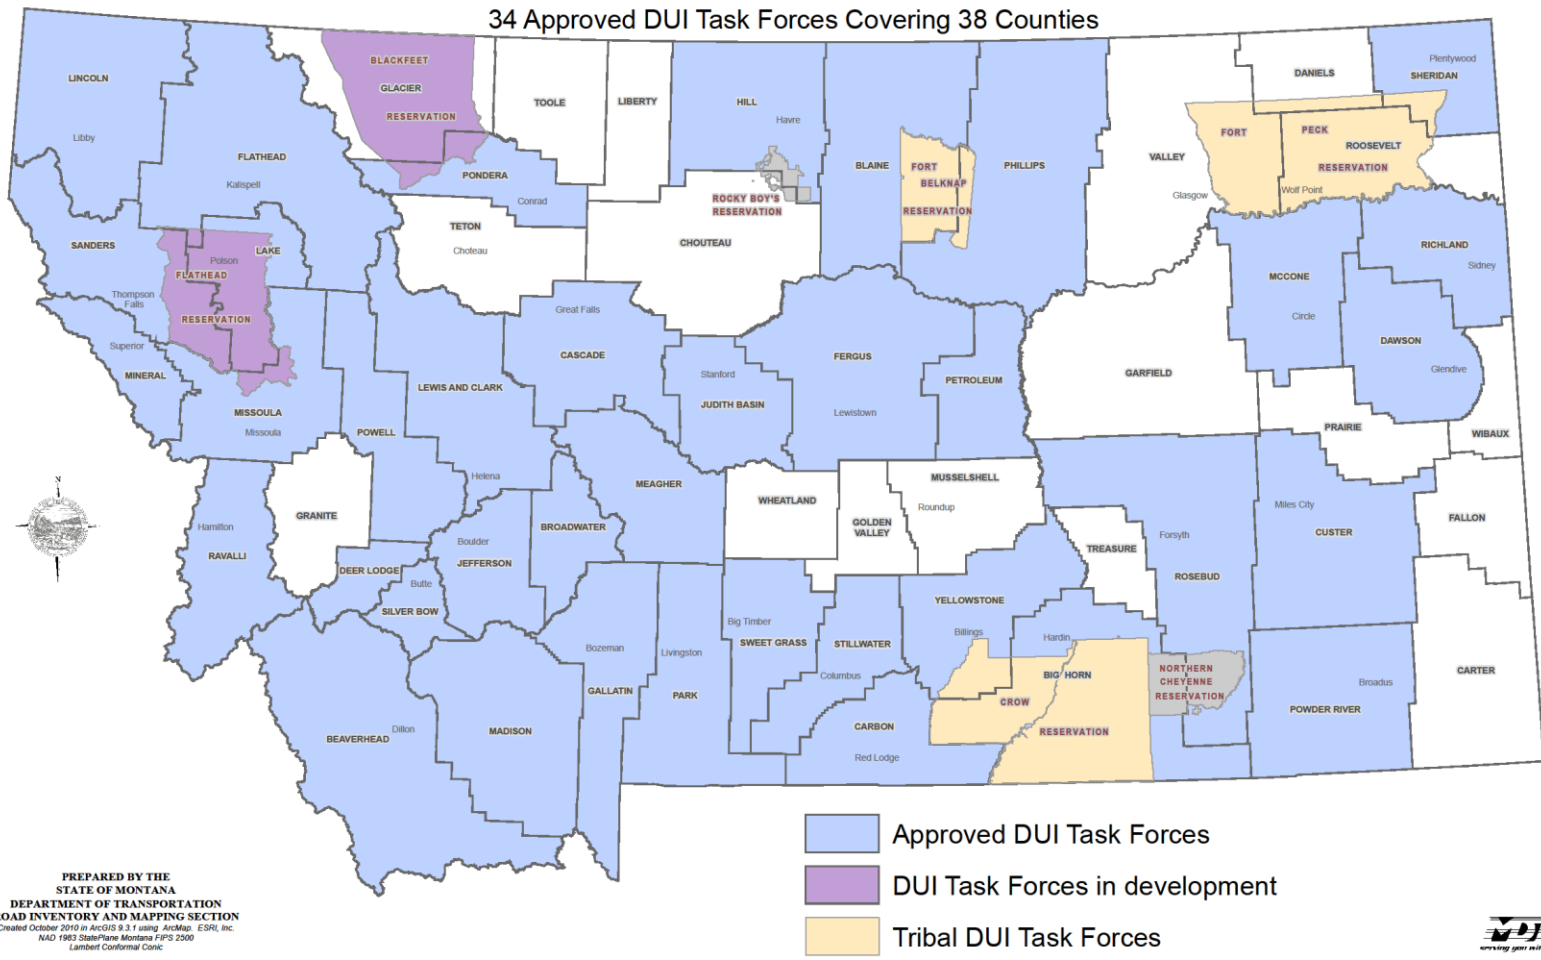 34 Approved DUI Task Forces Covering 38 Counties
LINCOLN
Libby
FLATHEAD
Kalispell
BLACKFEET
GLACIER
RESERVATION
TOOLE
LIBERTY
HILL
Havre
BLAINE
PHILLIPS
VALLEY
Glasgow
DANIELS
Plentywood
SHERIDAN
FORT
PECK
ROOSEVELT
RESERVATION
Wolf Point
PONDERA
Conrad
ROCKY BOY'S
RESERVATION
FORT
BELKNAP
RESERVATION
SANDERS
Thompson
Falls
LAKE
Polson
FLATHEAD
RESERVATION
TETON
Choteau
CHOUTEAU
RICHLAND
Sidney
MCCONE
Circle
DAWSON
Glendive
Superior
MINERAL
MISSOULA
Missoula
POWELL
LEWIS AND CLARK
Helena
Great Falls
CASCADE
Stanford
JUDITH BASIN
FERGUS
Lewistown
PETROLEUM
GARFIELD
PRAIRIE
WIBAUX
N
Hamilton
RAVALLI
GRANITE
DEER LODGE
Butte
SILVER BOW
Boulder
JEFFERSON
BROADWATER
MEAGHER
WHEATLAND
GOLDEN
VALLEY
MUSSELSHELL
Roundup
TREASURE
Forsyth
ROSEBUD
Miles City
CUSTER
FALLON
Big Timber
SWEET GRASS
STILLWATER
Columbus
YELLOWSTONE
Billings
Hardin
BIG HORN
CROW
RESERVATION
NORTHERN
CHEYENNE
RESERVATION
Broadus
POWDER RIVER
CARTER
BEAVERHEAD
Dillon
MADISON
Bozeman
GALLATIN
Livingston
PARK
CARBON
Red Lodge
Approved DUI Task Forces
DUI Task Forces in development
Tribal DUI Task Forces
PREPARED BY THE
STATE OF MONTANA
DEPARTMENT OF TRANSPORTATION
ROAD INVENTORY AND MAPPING SECTION
Created October 2010 in ArcGIS 9.3.1 using ArcMap. ESRI, Inc.
NAD 1983 StatePlane Montana FIPS 2500
Lambert Conformal Conic